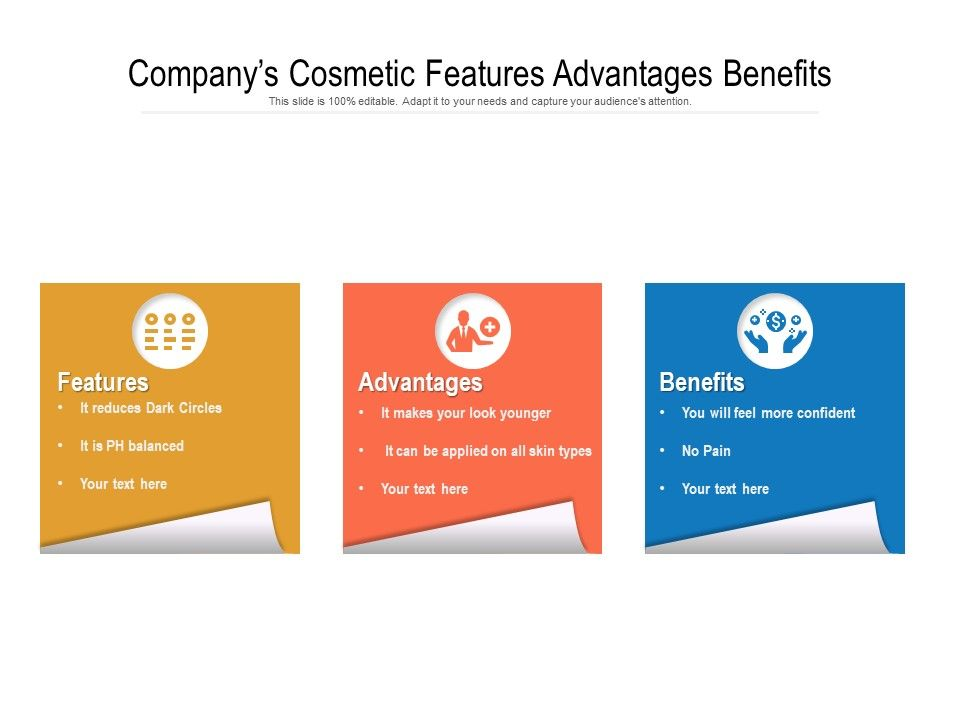 Company's Cosmetic Features Advantages Benefits
This slide is 100% editable. Adapt it to your needs and capture your audience's attention.
Features
• It reduces Dark Circles
• It is PH balanced
• Your text here
Advantages
• It makes your look younger
• It can be applied on all skin types
• Your text here
Benefits
• You will feel more confident
• No Pain
• Your text here